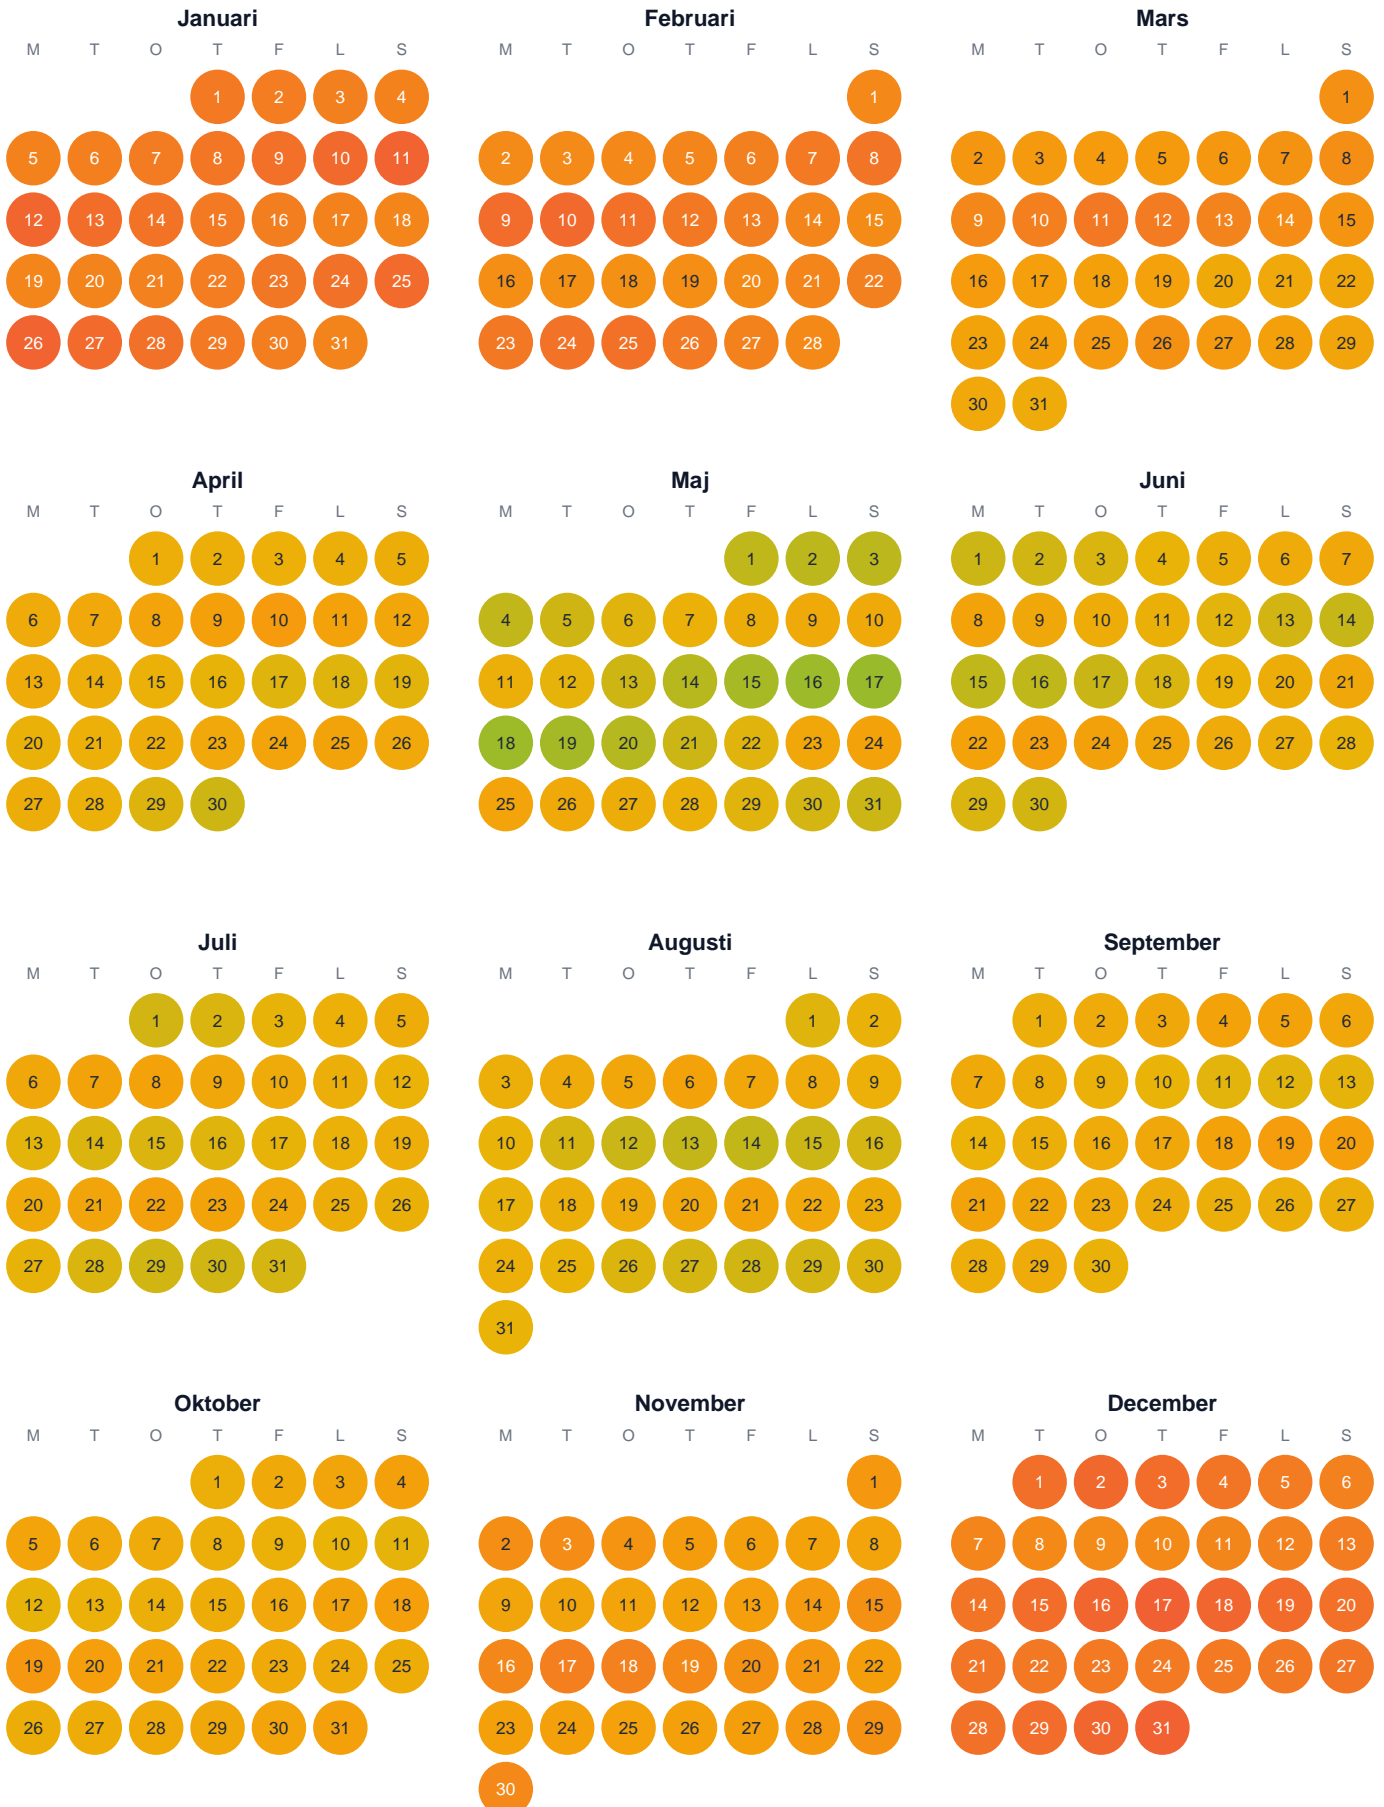 Januari Februari Mars
M T O T F L S M T O T F L S M T O T F L S
1 2 3 4 1 1
5 6 7 8 9 10 11 2 3 4 5 6 7 8 2 3 4 5 6 7 8
12 13 14 15 16 17 18 9 10 11 12 13 14 15 9 10 11 12 13 14 15
19 20 21 22 23 24 25 16 17 18 19 20 21 22 16 17 18 19 20 21 22
26 27 28 29 30 31 23 24 25 26 27 28 23 24 25 26 27 28 29
30 31
April Maj Juni
M T O T F L S M T O T F L S M T O T F L S
1 2 3 4 5 1 2 3 1 2 3 4 5 6 7
6 7 8 9 10 11 12 4 5 6 7 8 9 10 8 9 10 11 12 13 14
13 14 15 16 17 18 19 11 12 13 14 15 16 17 15 16 17 18 19 20 21
20 21 22 23 24 25 26 18 19 20 21 22 23 24 22 23 24 25 26 27 28
27 28 29 30 25 26 27 28 29 30 31 29 30
Juli Augusti September
M T O T F L S M T O T F L S M T O T F L S
1 2 3 4 5 1 2 1 2 3 4 5 6
6 7 8 9 10 11 12 3 4 5 6 7 8 9 7 8 9 10 11 12 13
13 14 15 16 17 18 19 10 11 12 13 14 15 16 14 15 16 17 18 19 20
20 21 22 23 24 25 26 17 18 19 20 21 22 23 21 22 23 24 25 26 27
27 28 29 30 31 24 25 26 27 28 29 30 28 29 30
31
Oktober November December
M T O T F L S M T O T F L S M T O T F L S
1 2 3 4 1 1 2 3 4 5 6
5 6 7 8 9 10 11 2 3 4 5 6 7 8 7 8 9 10 11 12 13
12 13 14 15 16 17 18 9 10 11 12 13 14 15 14 15 16 17 18 19 20
19 20 21 22 23 24 25 16 17 18 19 20 21 22 21 22 23 24 25 26 27
26 27 28 29 30 31 23 24 25 26 27 28 29 28 29 30 31
30